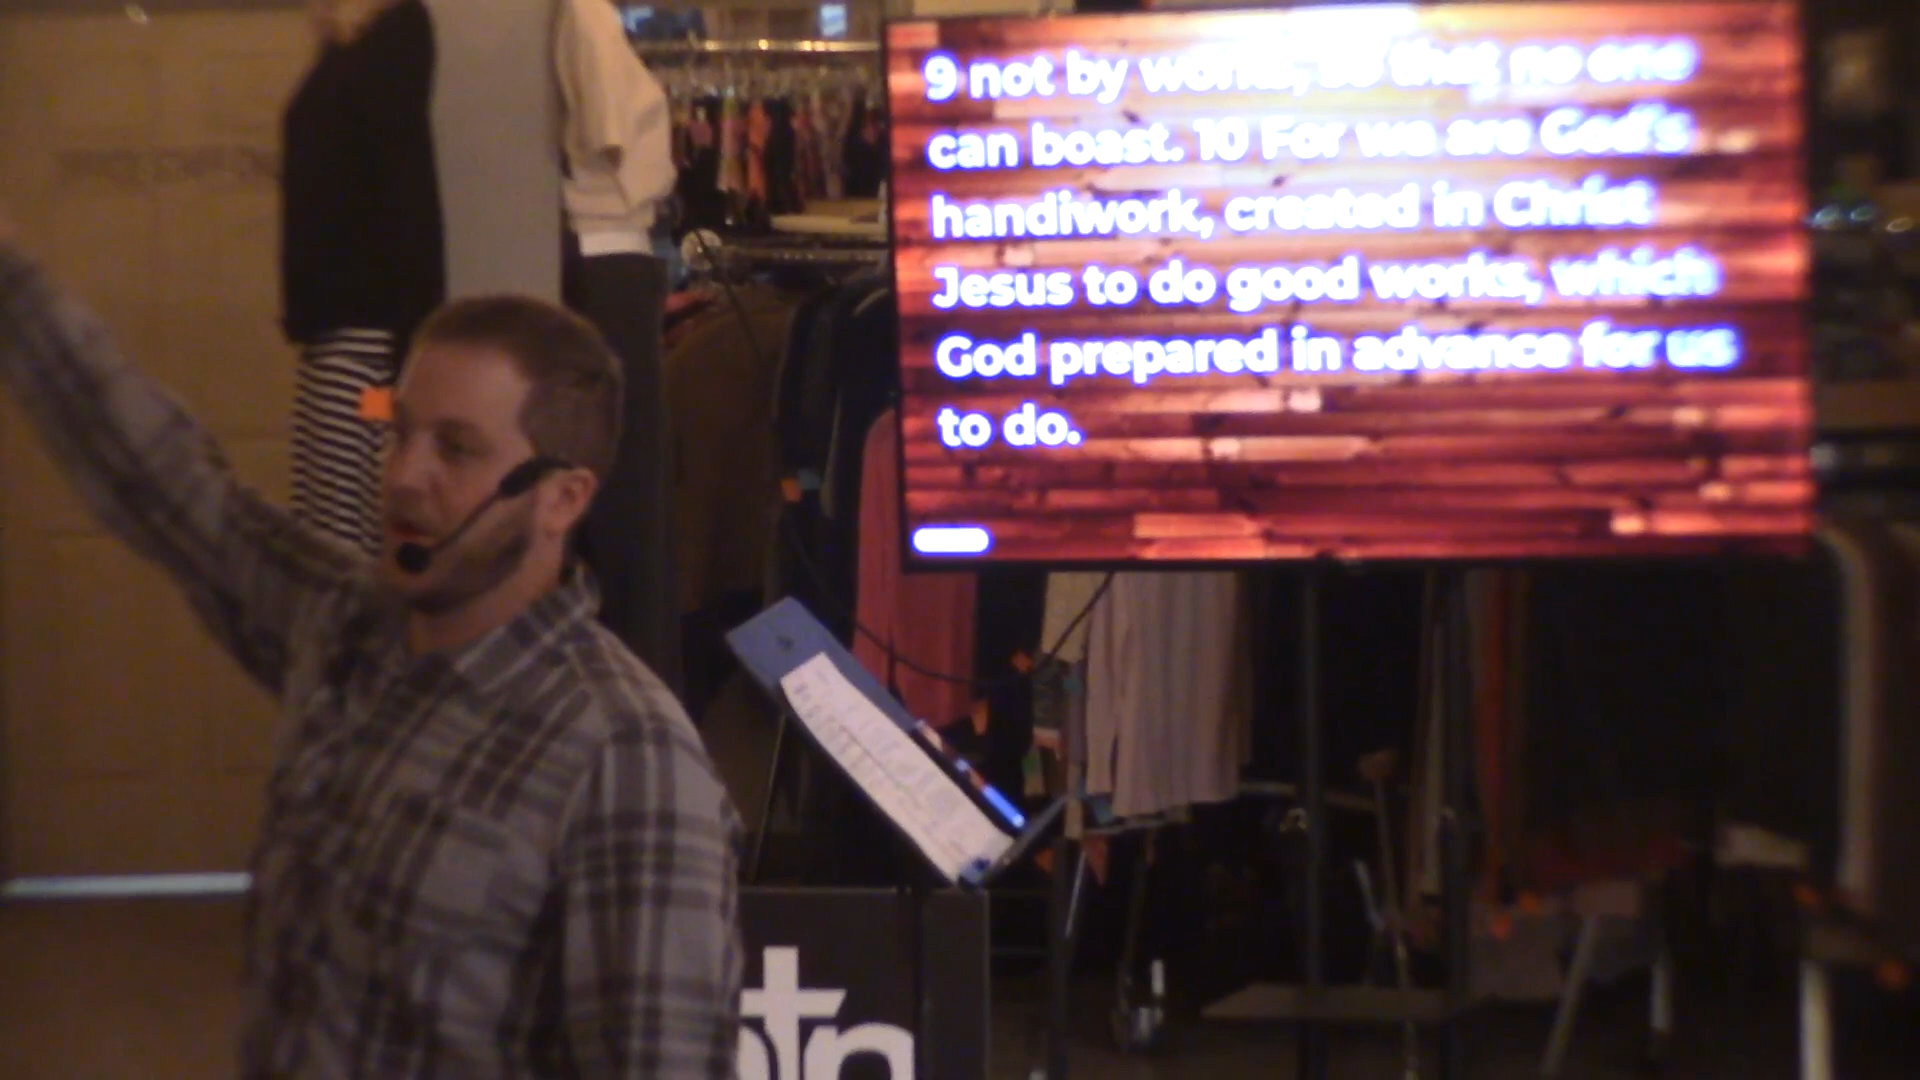 9 not by works, so that no one
can boast. 10 For we are God's
handiwork, created in Christ
Jesus to do good works, which
God prepared in advance for us
to do.